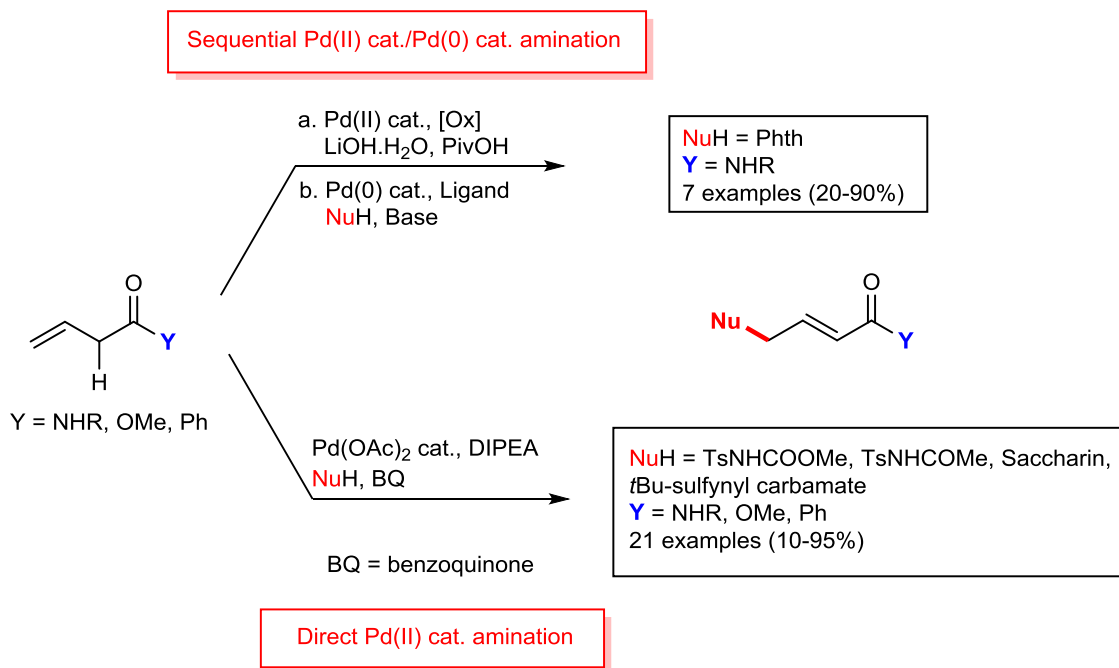 Sequential Pd(II) cat./Pd(0) cat. amination
a. Pd(II) cat., [Ox]
LiOH.H2O, PivOH
b. Pd(0) cat., Ligand
NuH, Base
NuH = Phth
Y = NHR
7 examples (20-90%)
O
Y
H
Y = NHR, OMe, Ph
O
Nu
Y
Pd(OAc)2 cat., DIPEA
NuH, BQ
BQ = benzoquinone
NuH = TsNHCOOMe, TsNHCOMe, Saccharin,
tBu-sulfynyl carbamate
Y = NHR, OMe, Ph
21 examples (10-95%)
Direct Pd(II) cat. amination